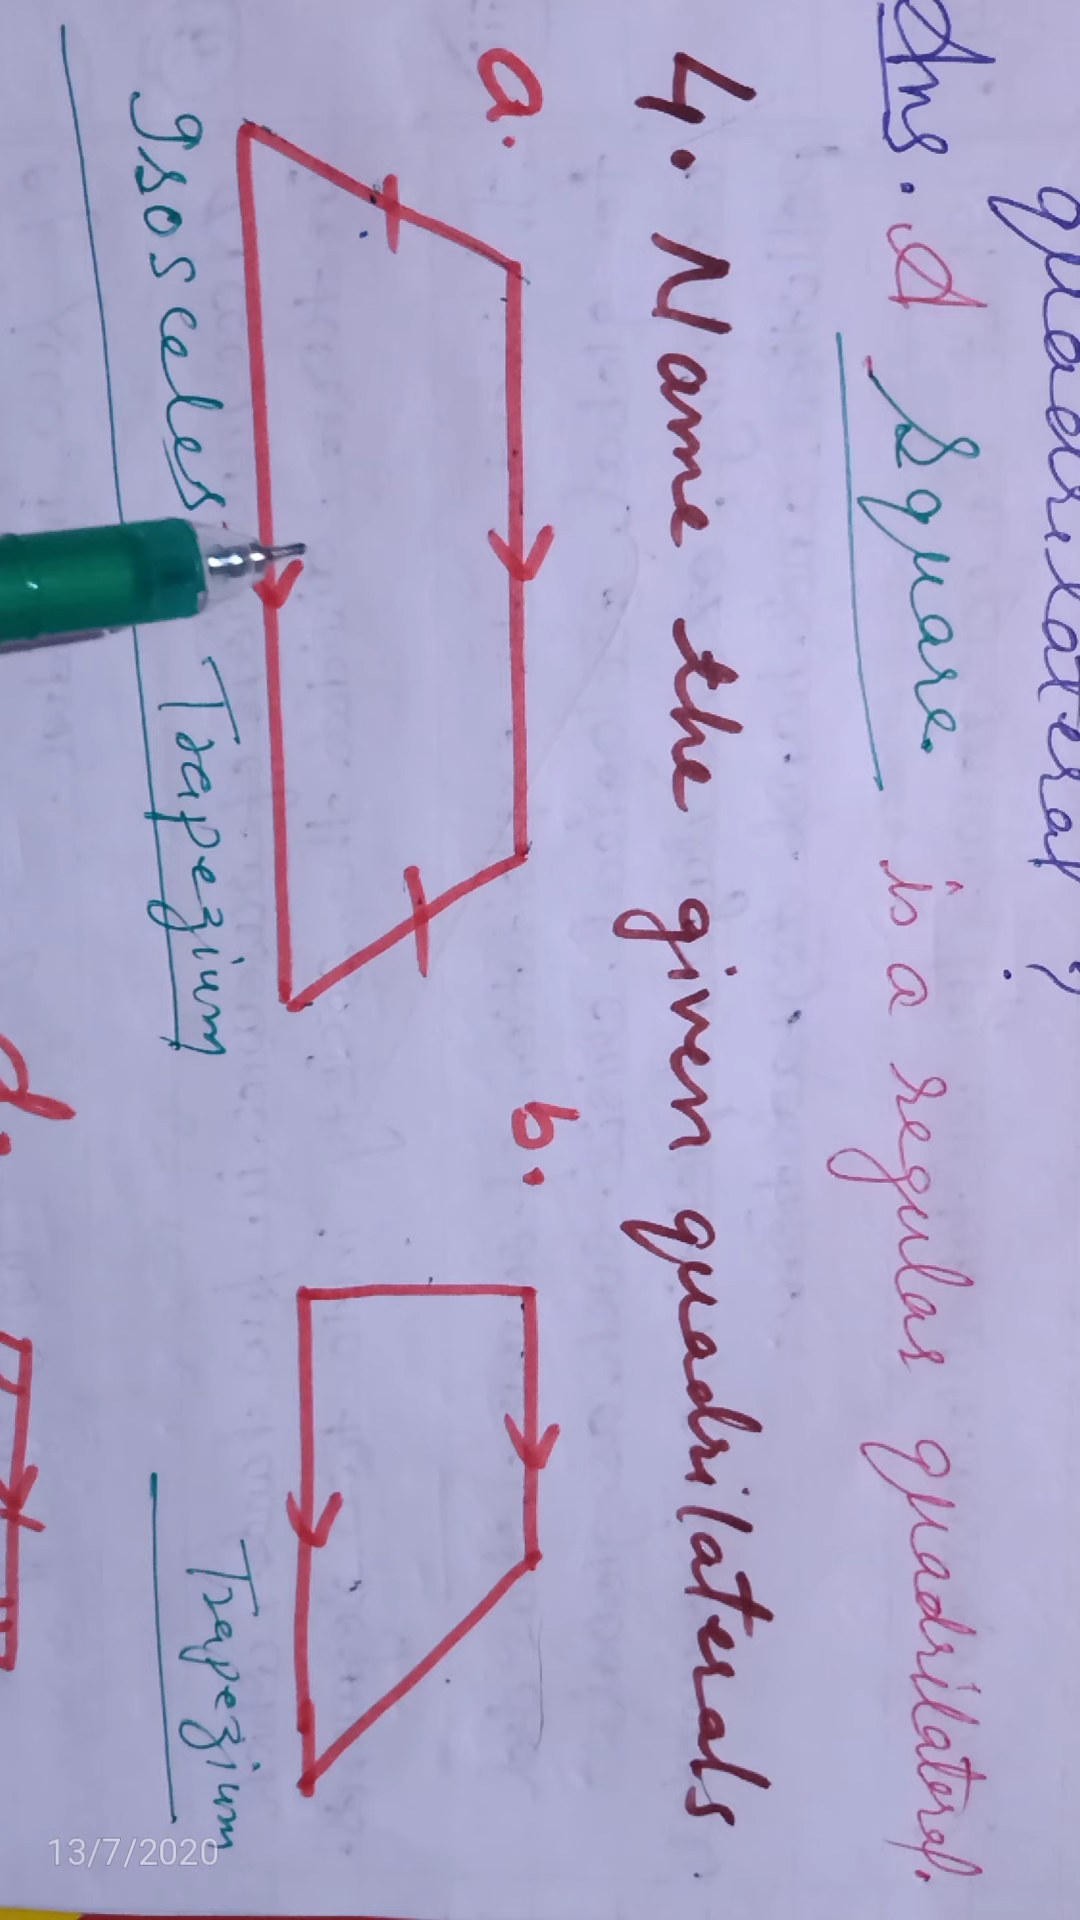 quadrilateral?
Ans. A Square. is a regular quadrilateral.
4. Name the given quadrilaterals
a.
b.
Isosceles Trapezium
Trapezium
d.
13/7/2020